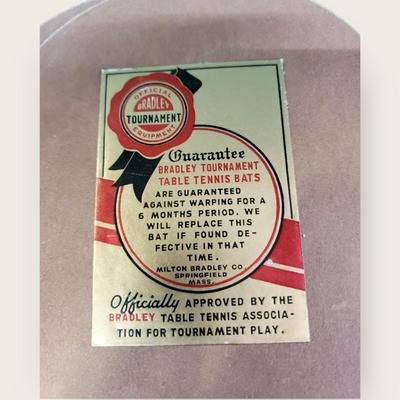 OFFICIAL
BRADLEY
TOURNAMENT
EQUIPMENT
Guarantee
BRADLEY TOURNAMENT
TABLE TENNIS BATS
ARE GUARANTEED
AGAINST WARPING FOR A
6 MONTHS PERIOD. WE
WILL REPLACE THIS
BAT IF FOUND DE-
FECTIVE IN THAT
TIME.
MILTON BRADLEY CO.
SPRINGFIELD
MASS.
Officially APPROVED BY THE
BRADLEY TABLE TENNIS ASSOCIA-
TION FOR TOURNAMENT PLAY.